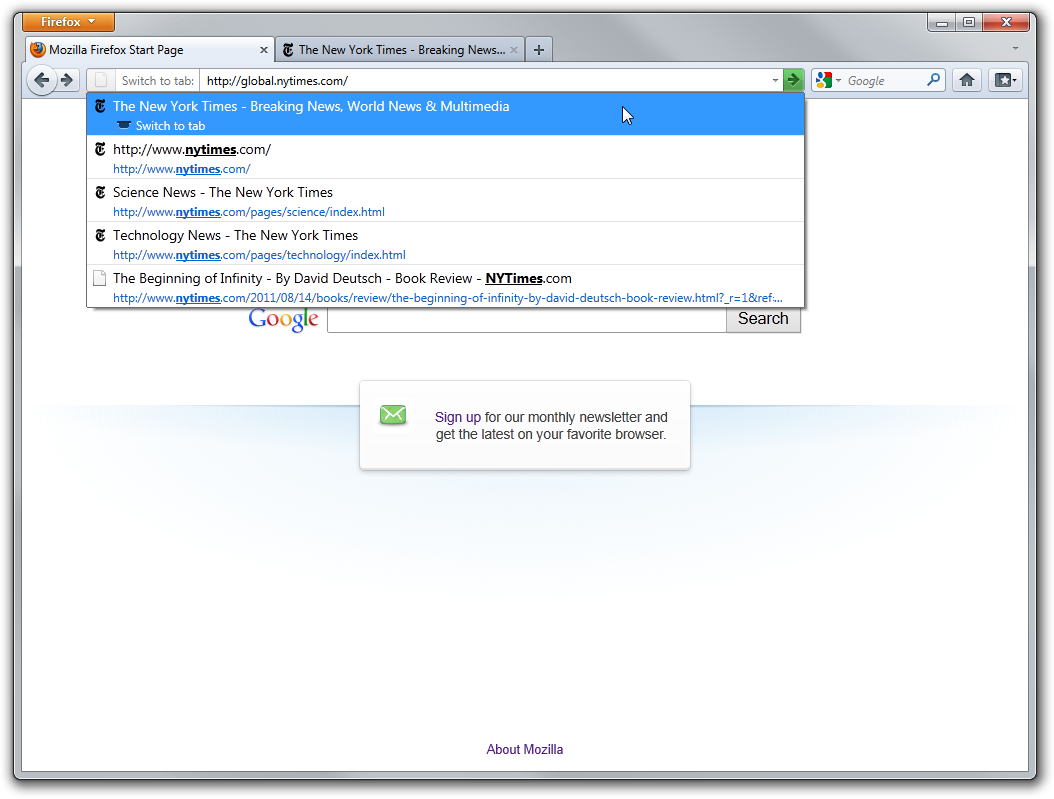 Firefox
Mozilla Firefox Start Page
The New York Times - Breaking News...
Switch to tab:
http://global.nytimes.com/
Google
The New York Times - Breaking News, World News & Multimedia
Switch to tab
http://www.nytimes.com/
http://www.nytimes.com/
Science News - The New York Times
http://www.nytimes.com/pages/science/index.html
Technology News - The New York Times
http://www.nytimes.com/pages/technology/index.html
The Beginning of Infinity - By David Deutsch - Book Review - NYTimes.com
http://www.nytimes.com/2011/08/14/books/review/the-beginning-of-infinity-by-david-deutsch-book-review.html?_r=1&ref...
Google
Search
Sign up for our monthly newsletter and
get the latest on your favorite browser.
About Mozilla